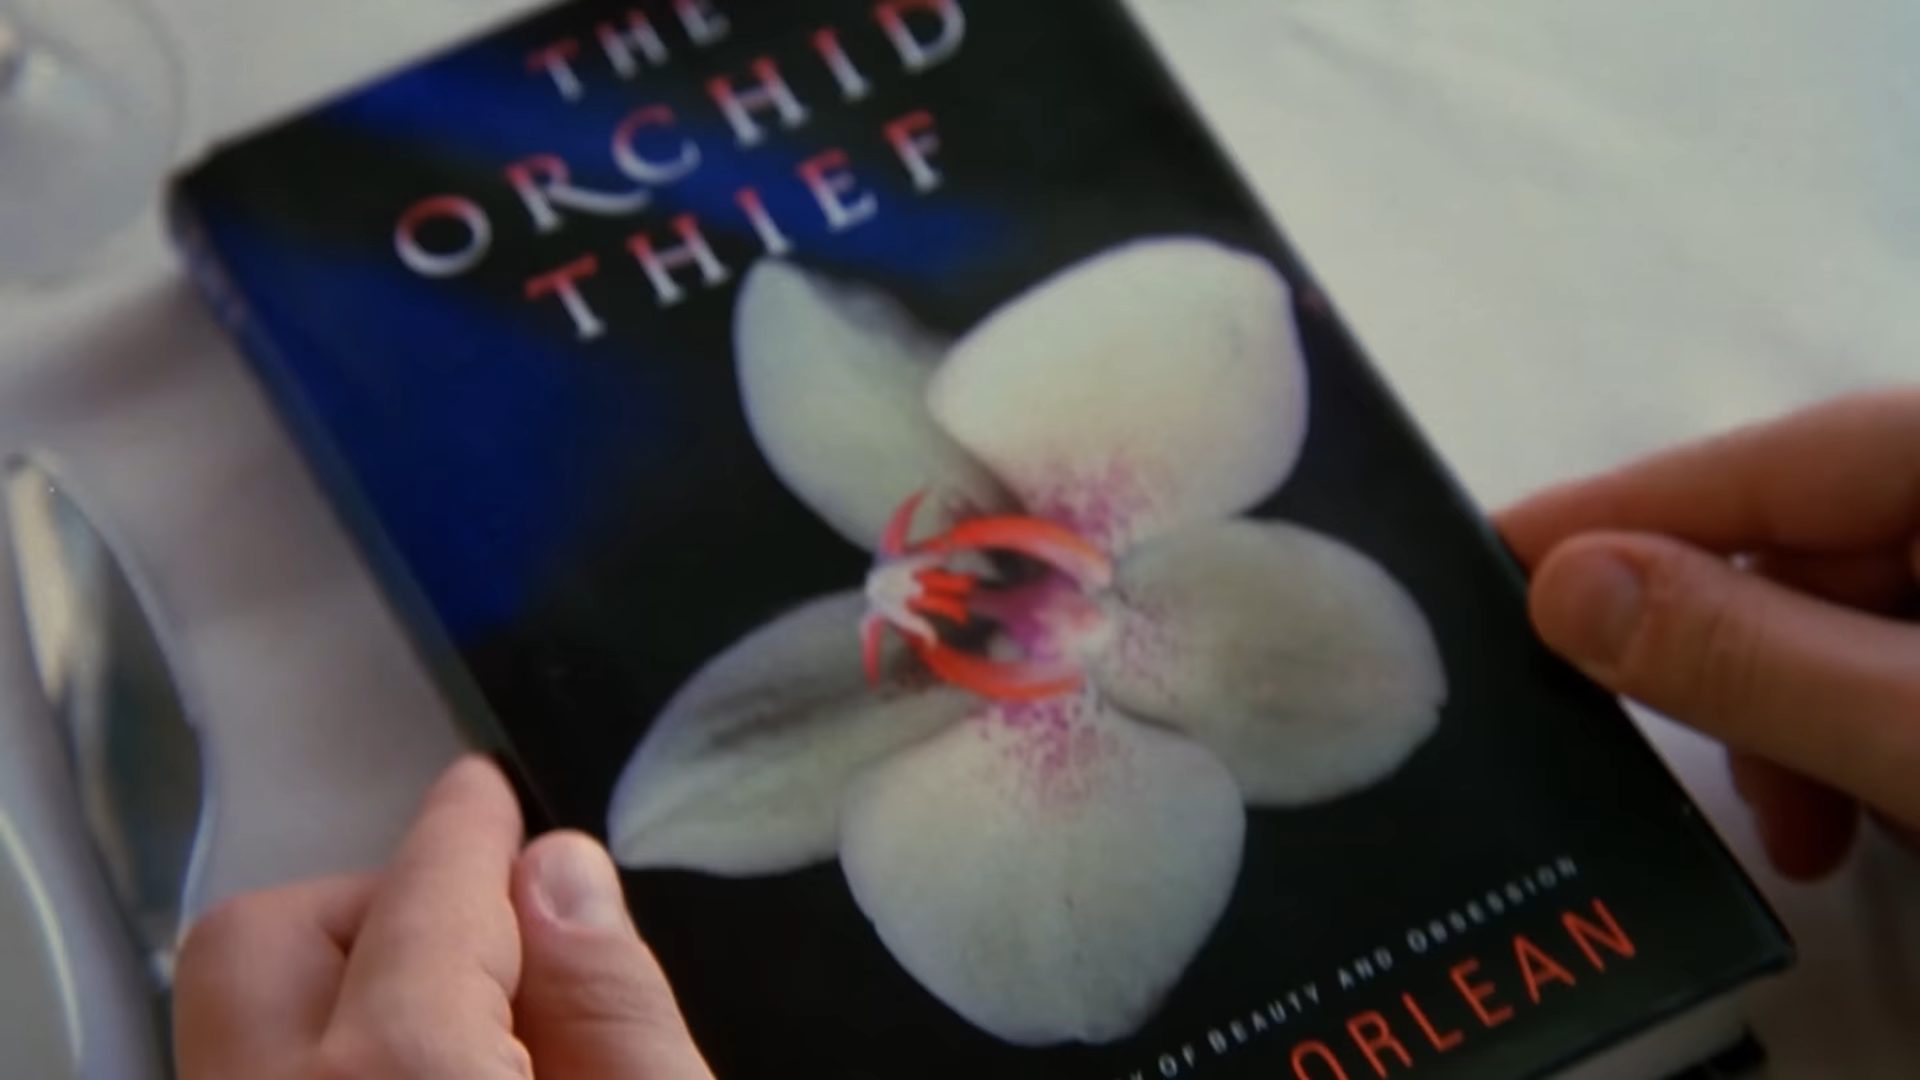 THE
ORCHID
THIEF
OF BEAUTY AND OBSESSION
ORLEAN